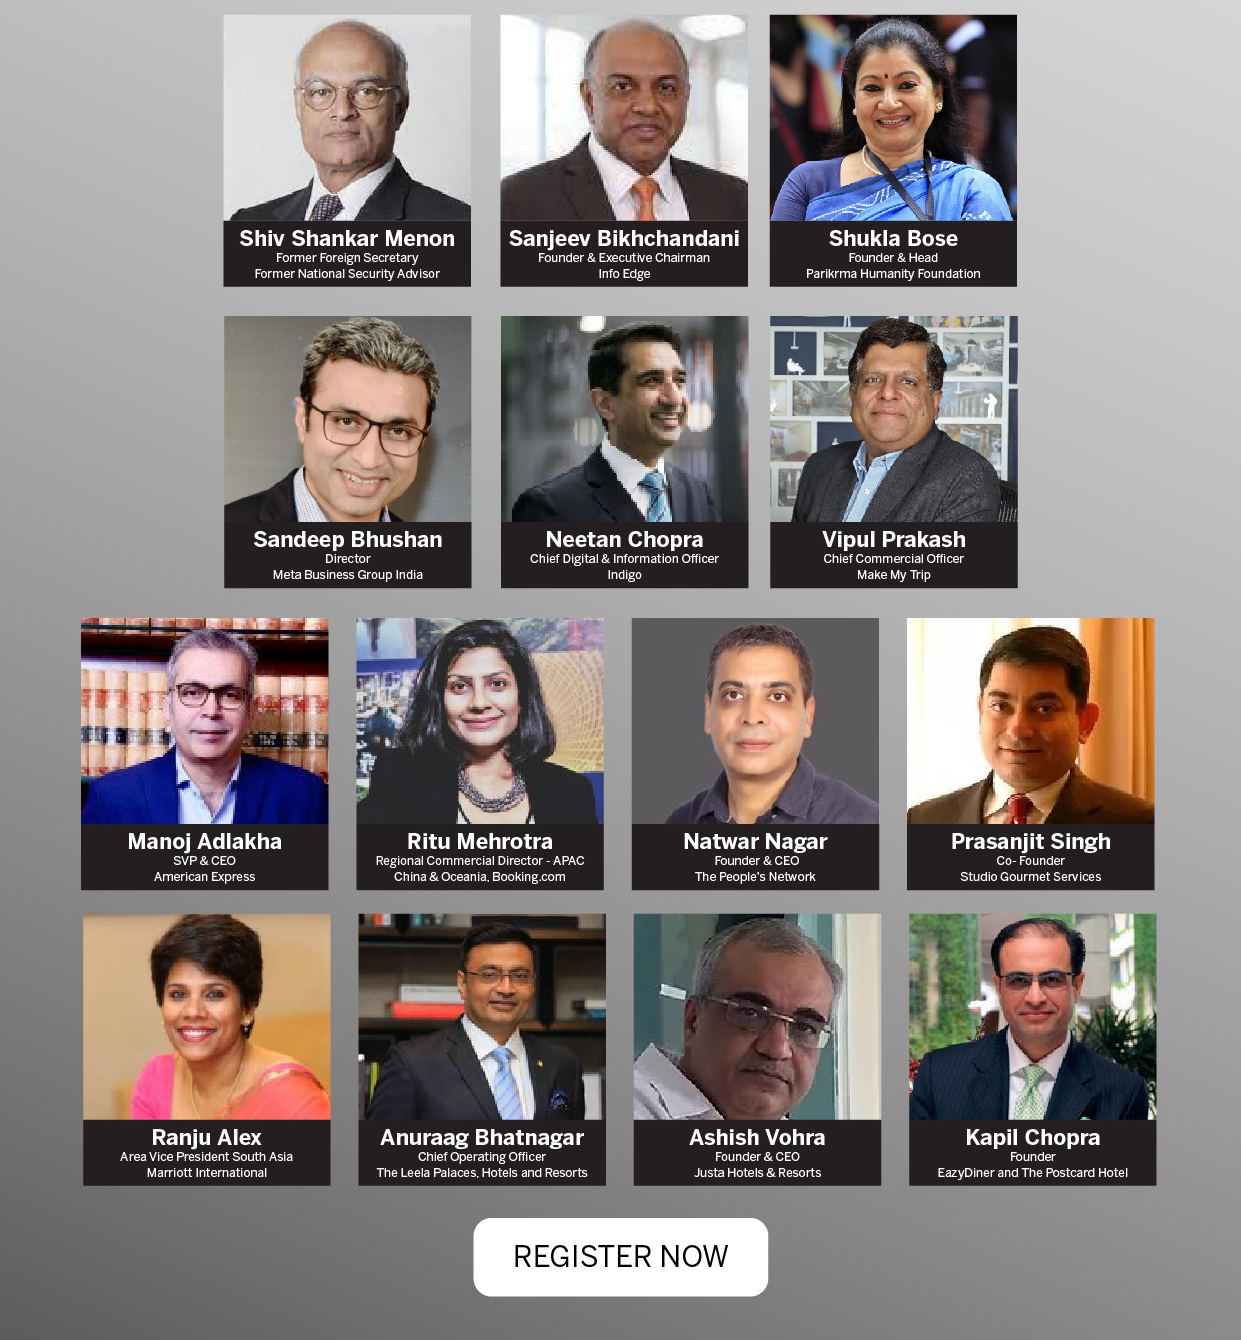 Shiv Shankar Menon
Former Foreign Secretary
Former National Security Advisor
Sanjeev Bikhchandani
Founder & Executive Chairman
Info Edge
Shukla Bose
Founder & Head
Parikrma Humanity Foundation
Sandeep Bhushan
Director
Meta Business Group India
Neetan Chopra
Chief Digital & Information Officer
Indigo
Vipul Prakash
Chief Commercial Officer
Make My Trip
Manoj Adlakha
SVP & CEO
American Express
Ritu Mehrotra
Regional Commercial Director - APAC
China & Oceania, Booking.com
Natwar Nagar
Founder & CEO
The People's Network
Prasanjit Singh
Co- Founder
Studio Gourmet Services
Ranju Alex
Area Vice President South Asia
Marriott International
Anuraag Bhatnagar
Chief Operating Officer
The Leela Palaces, Hotels and Resorts
Ashish Vohra
Founder & CEO
Justa Hotels & Resorts
Kapil Chopra
Founder
EazyDiner and The Postcard Hotel
REGISTER NOW